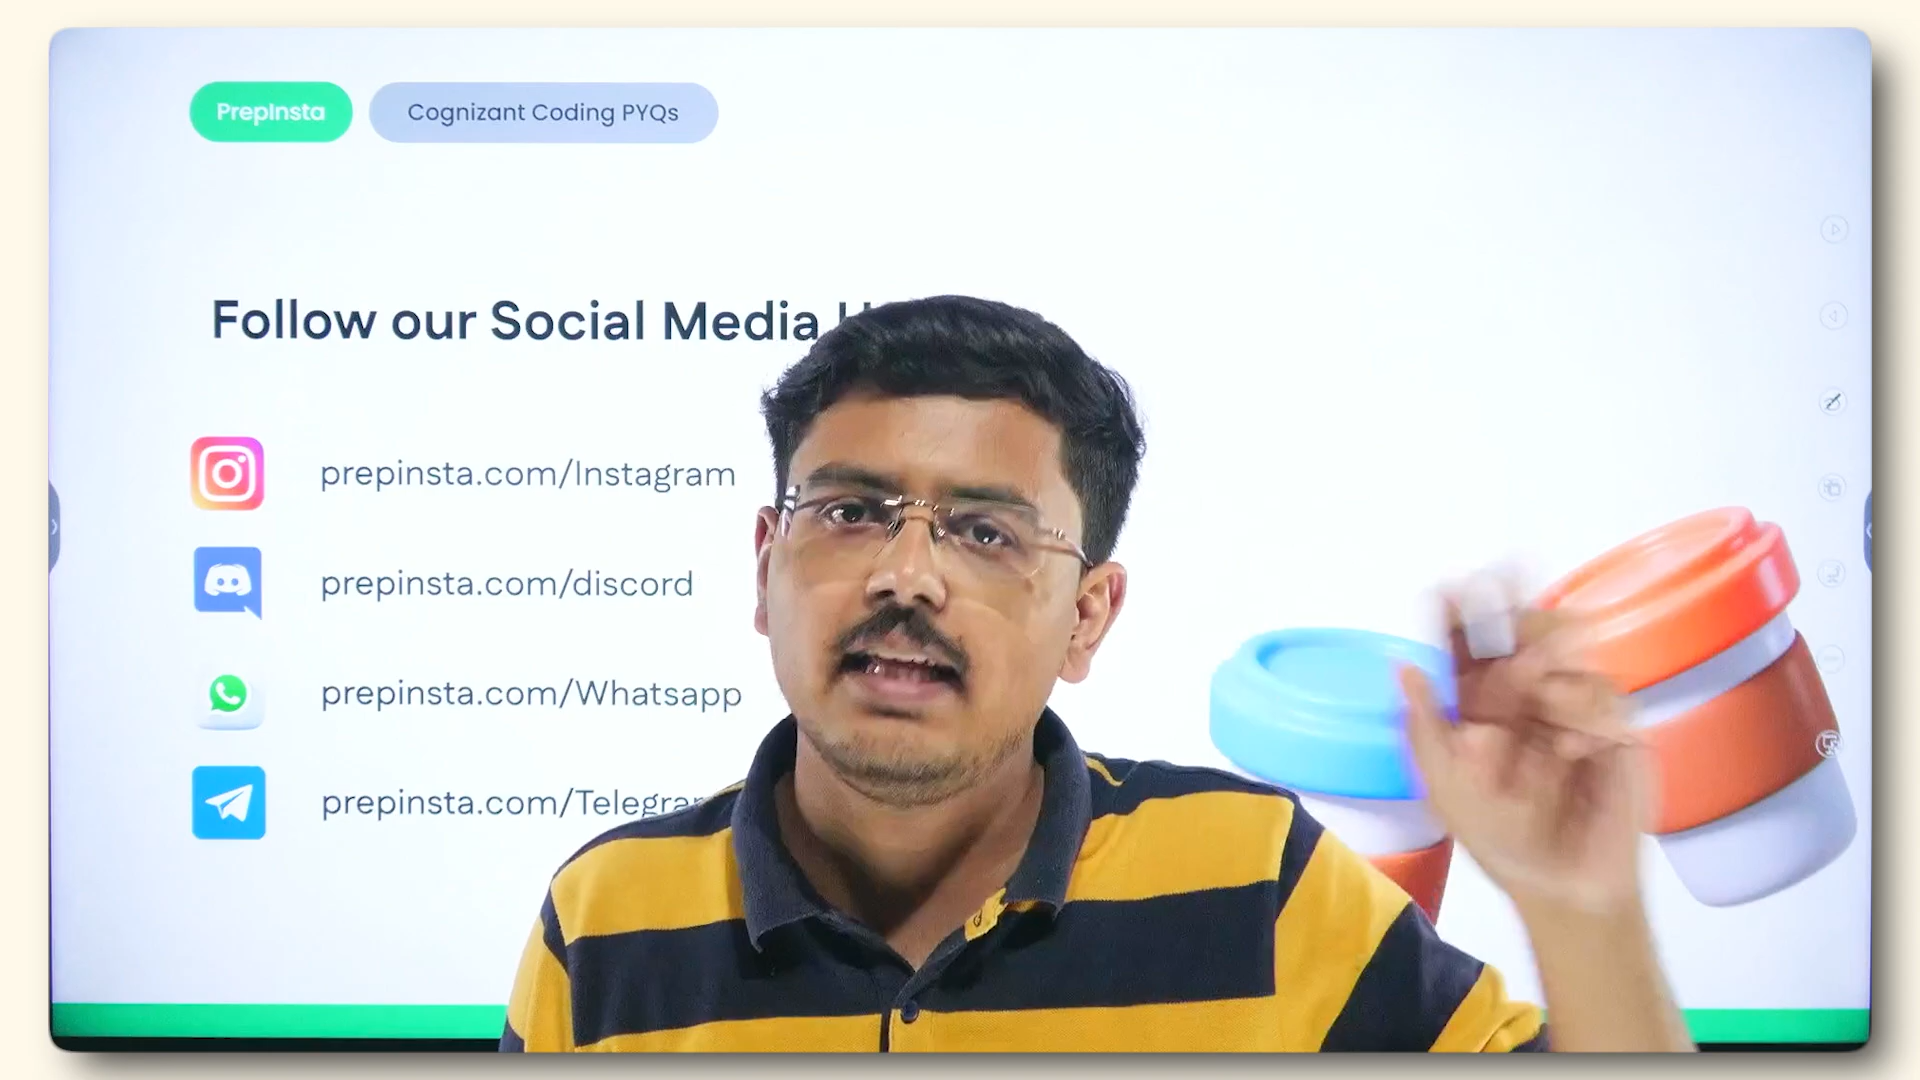 PrepInsta
Cognizant Coding PYQs
Follow our Social Media
prepinsta.com/Instagram
prepinsta.com/discord
prepinsta.com/Whatsapp